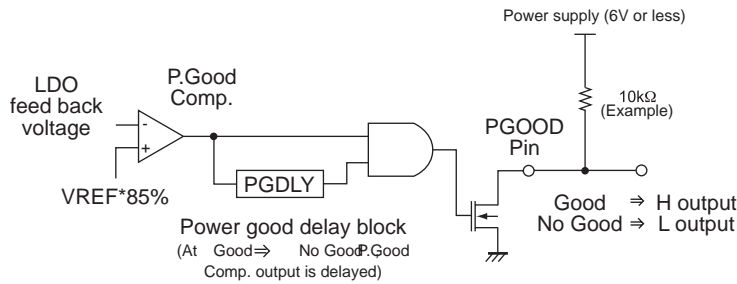 Power supply (6V or less)
P.Good
Comp.
LDO
feed back
voltage
-
+
VREF*85%
PGDLY
10kΩ
(Example)
PGOOD
Pin
Good ⇒ H output
No Good ⇒ L output
Power good delay block
(At Good⇒ No Good, P.Good
Comp. output is delayed)